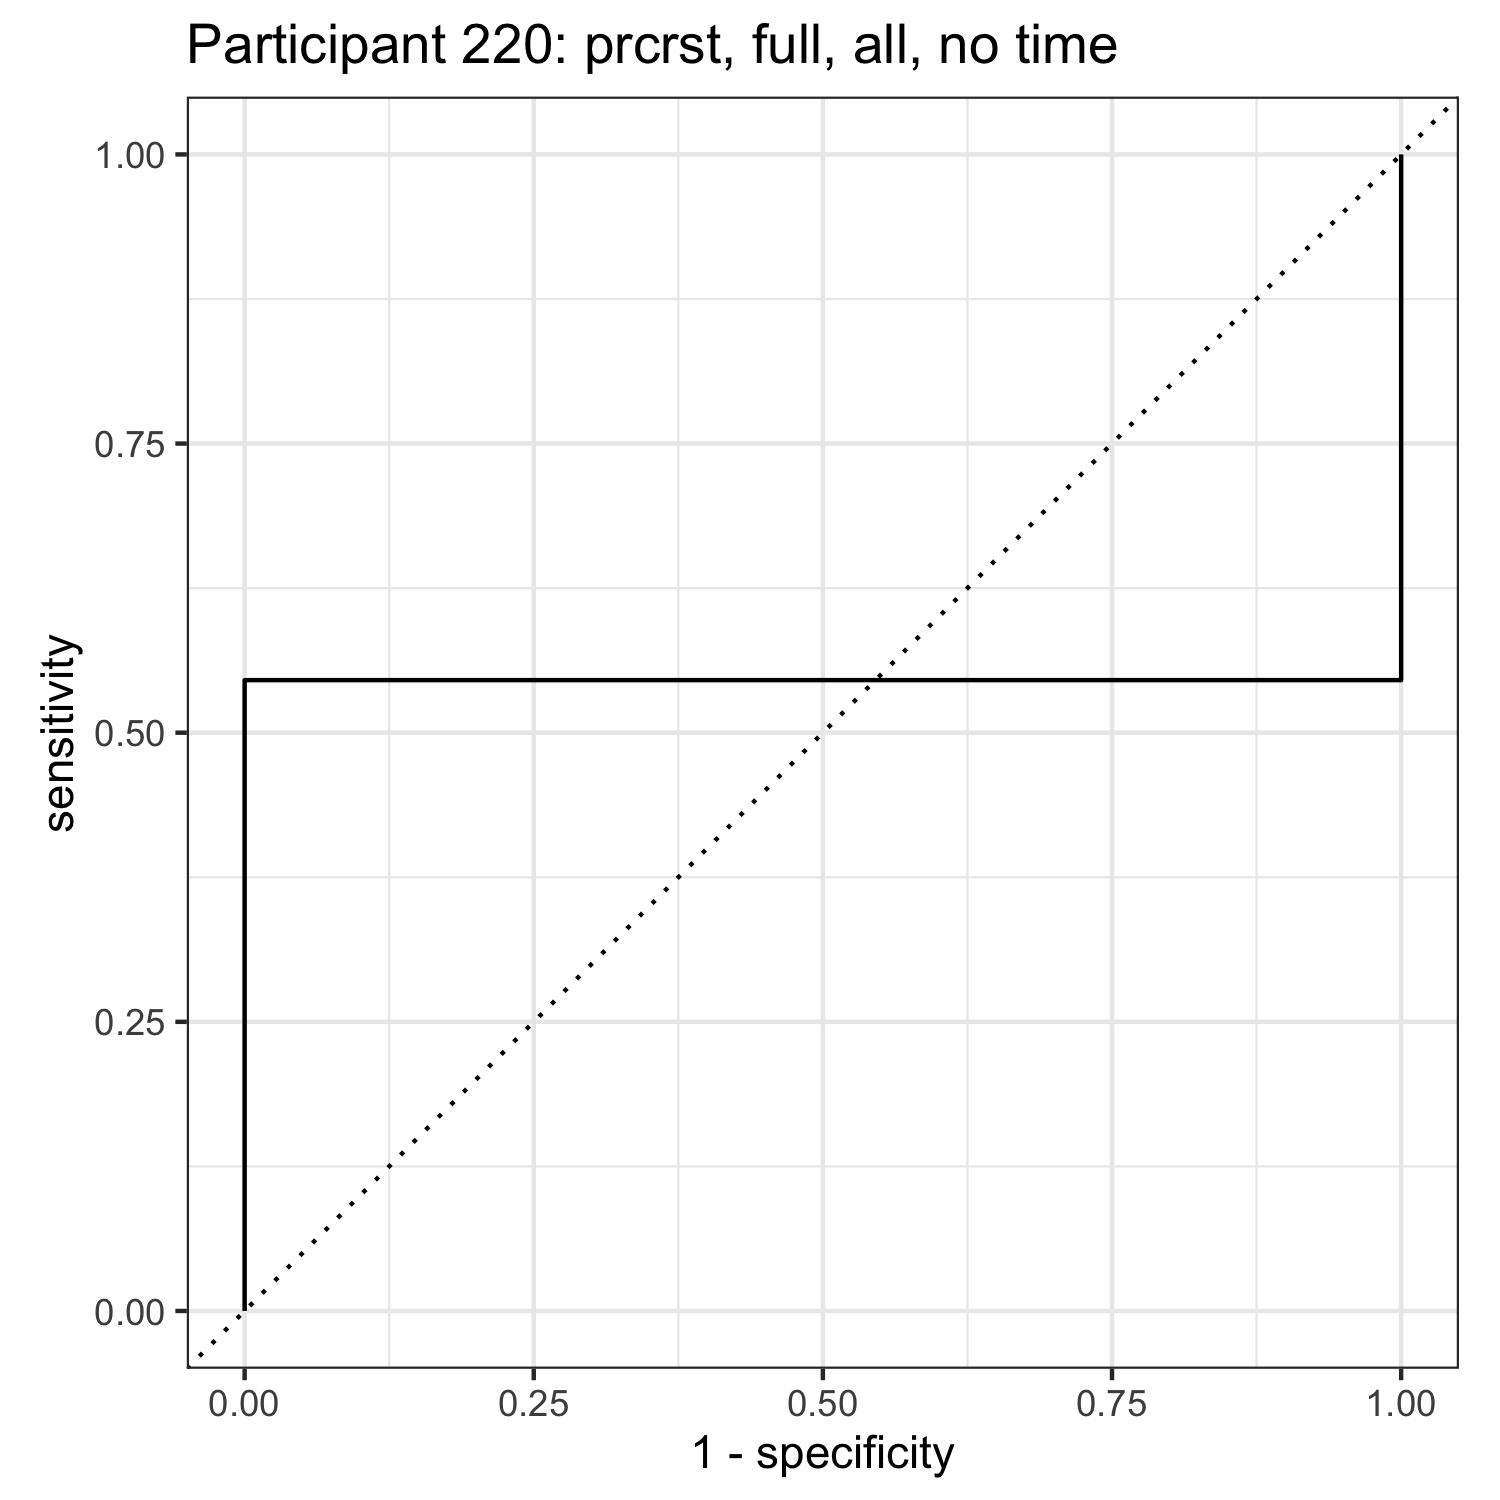 Participant 220: prcrst, full, all, no time
1.00
0.75
0.50
0.25
0.00
sensitivity
0.00 0.25 0.50 0.75 1.00
1 - specificity